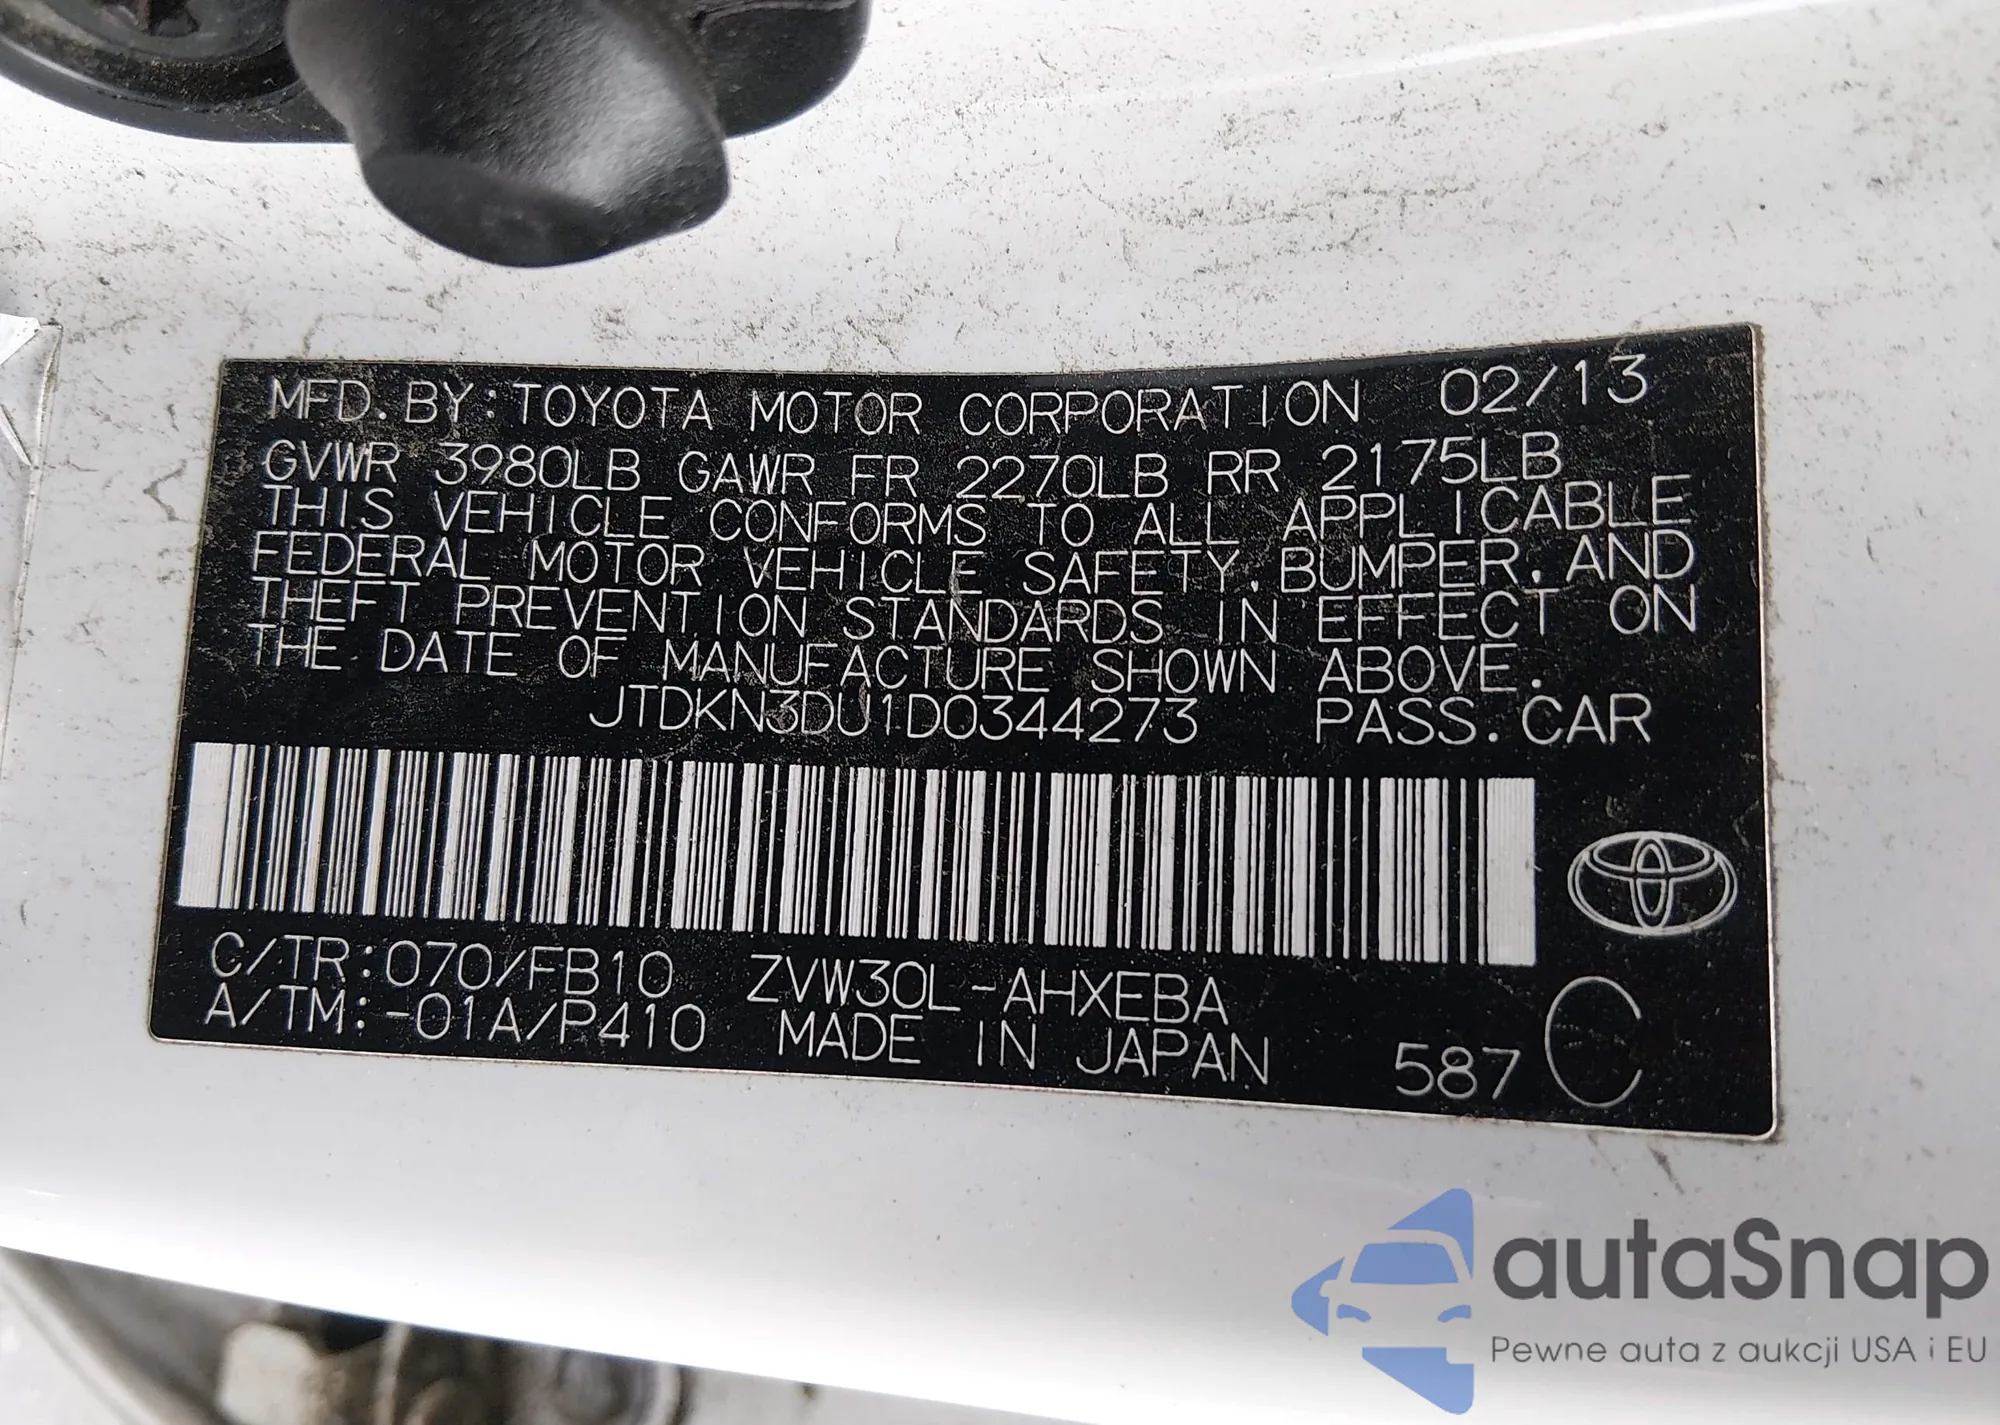 MFD. BY: TOYOTA MOTOR CORPORATION 02/13
GVWR 3980LB GAWR FR 2270LB RR 2175LB
THIS VEHICLE CONFORMS TO ALL APPLICABLE
FEDERAL MOTOR VEHICLE SAFETY, BUMPER, AND
THEFT PREVENTION STANDARDS IN EFFECT ON
THE DATE OF MANUFACTURE SHOWN ABOVE.
JTDKN3DU1D0344273 PASS. CAR
C/TR:070/FB10 ZVW30L-AHXEBA
A/TM:-01A/P410 MADE IN JAPAN 587 C
autaSnap
Pewne auta z aukcji USA i EU